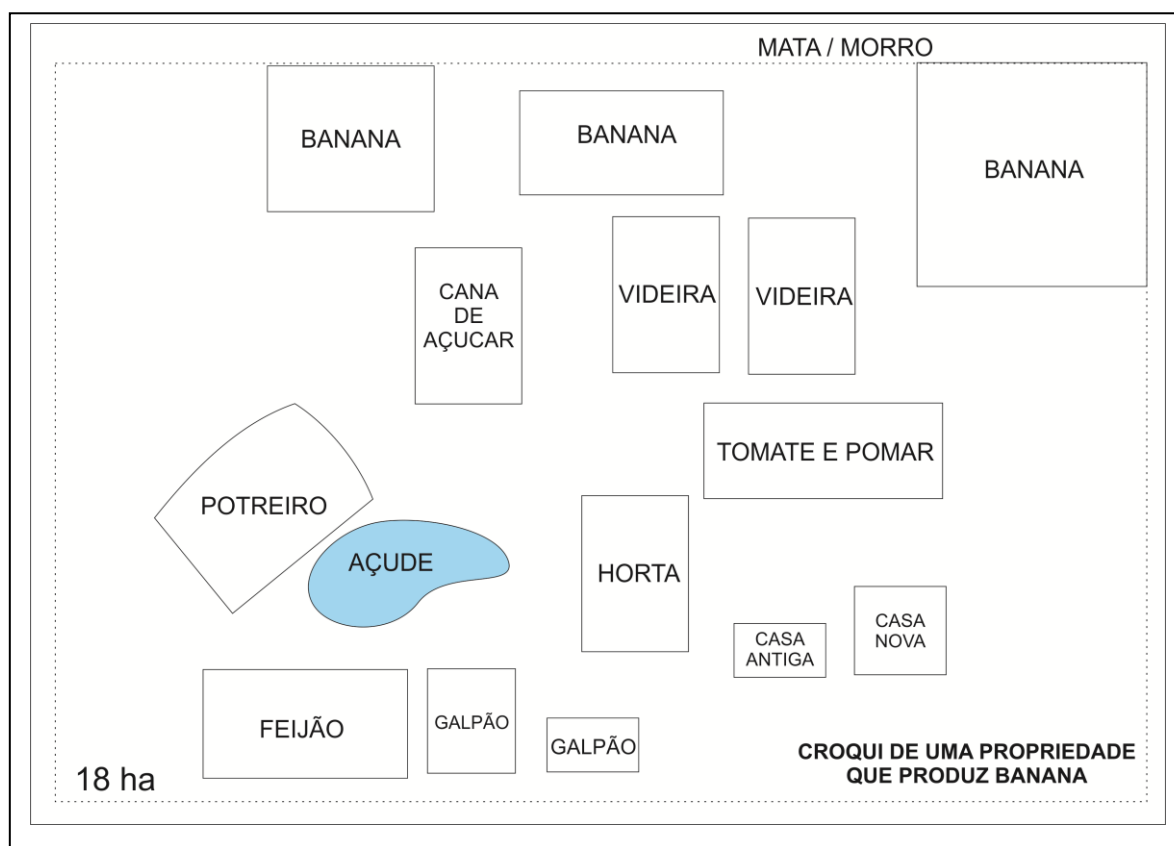 MATA / MORRO
BANANA
BANANA
BANANA
CANA
DE
AÇUCAR
VIDEIRA
VIDEIRA
TOMATE E POMAR
POTREIRO
AÇUDE
HORTA
CASA
ANTIGA
CASA
NOVA
FEIJÃO
GALPÃO
GALPÃO
18 ha
CROQUI DE UMA PROPRIEDADE
QUE PRODUZ BANANA